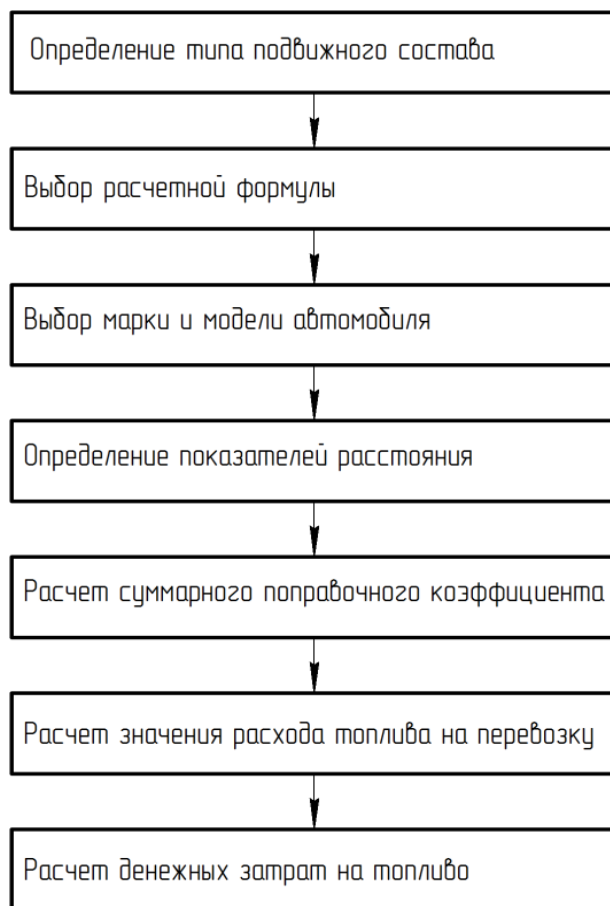 Определение типа подвижного состава
Выбор расчетной формулы
Выбор марки и модели автомобиля
Определение показателей расстояния
Расчет суммарного поправочного коэффициента
Расчет значения расхода топлива на перевозку
Расчет денежных затрат на топливо